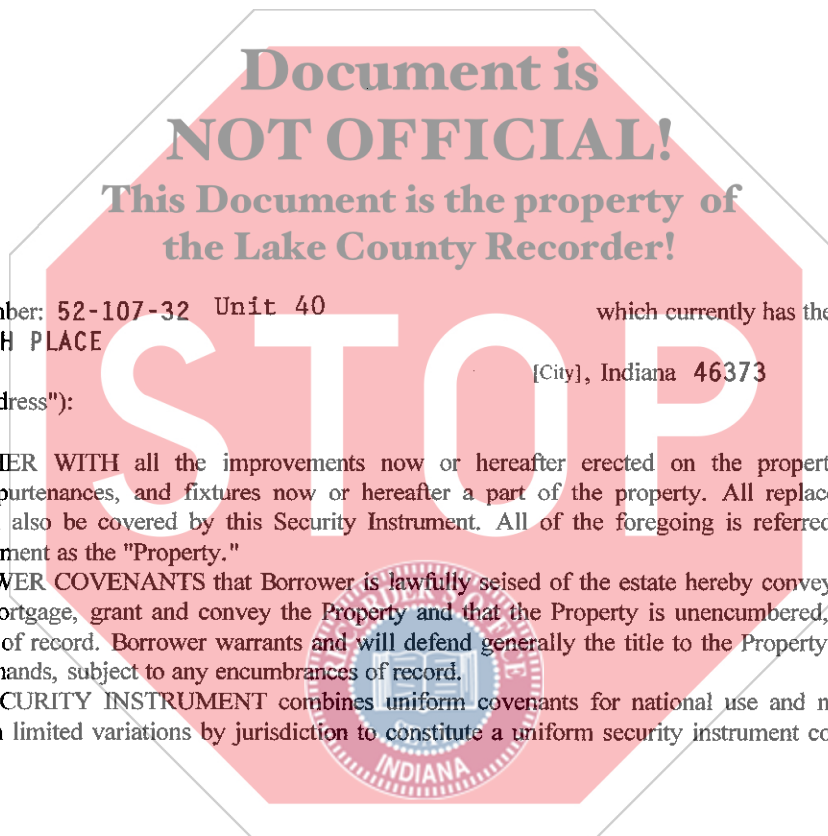 Document is
NOT OFFICIAL!
This Document is the property of
the Lake County Recorder!
nber: 52-107-32 Unit 40 which currently has the
H PLACE
[City], Indiana 46373
dress"):
STOP
IER WITH all the improvements now or hereafter erected on the propert
purtenances, and fixtures now or hereafter a part of the property. All replac
also be covered by this Security Instrument. All of the foregoing is referred
ment as the "Property."
WER COVENANTS that Borrower is lawfully seised of the estate hereby convey
ortgage, grant and convey the Property and that the Property is unencumbered,
of record. Borrower warrants and will defend generally the title to the Property
nands, subject to any encumbrances of record.
CURITY INSTRUMENT combines uniform covenants for national use and n
limited variations by jurisdiction to constitute a uniform security instrument co
INDIANA